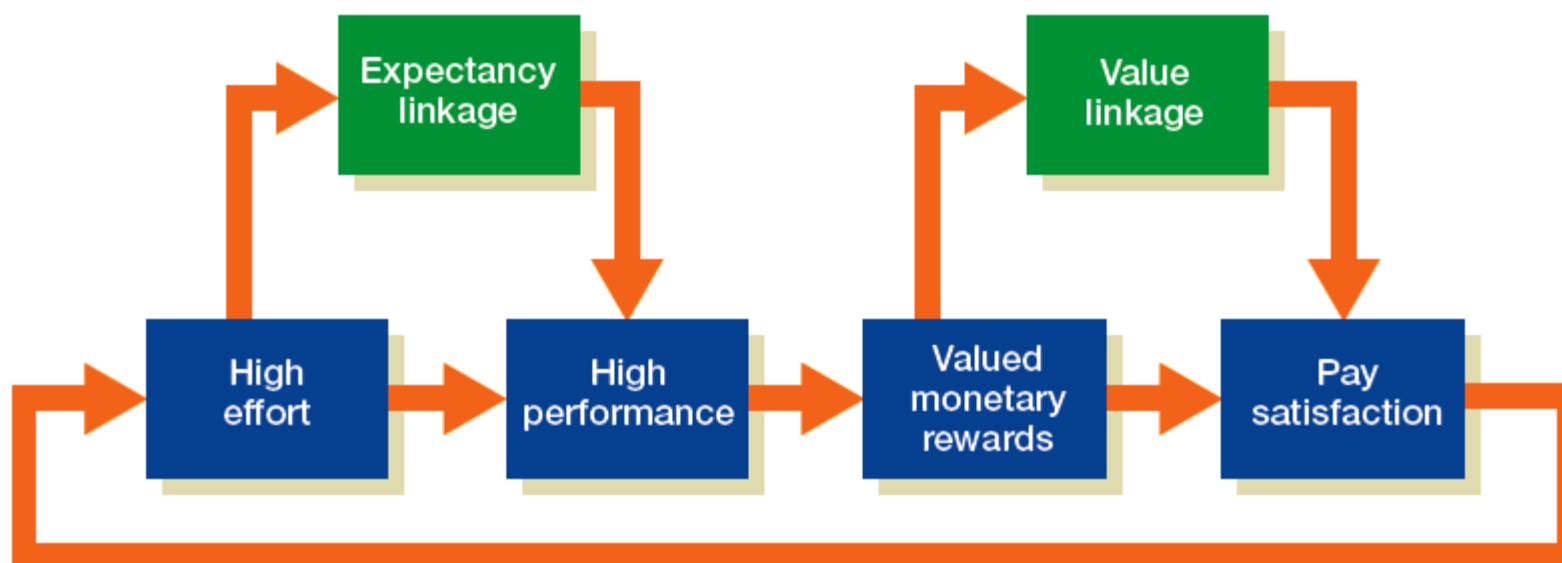 Expectancy
linkage
Value
linkage
High
effort
High
performance
Valued
monetary
rewards
Pay
satisfaction